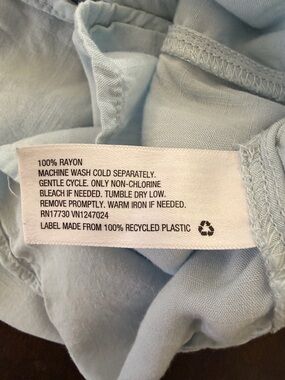 100% RAYON
MACHINE WASH COLD SEPARATELY.
GENTLE CYCLE. ONLY NON-CHLORINE
BLEACH IF NEEDED. TUMBLE DRY LOW.
REMOVE PROMPTLY. WARM IRON IF NEEDED.
RN17730 VN1247024
LABEL MADE FROM 100% RECYCLED PLASTIC